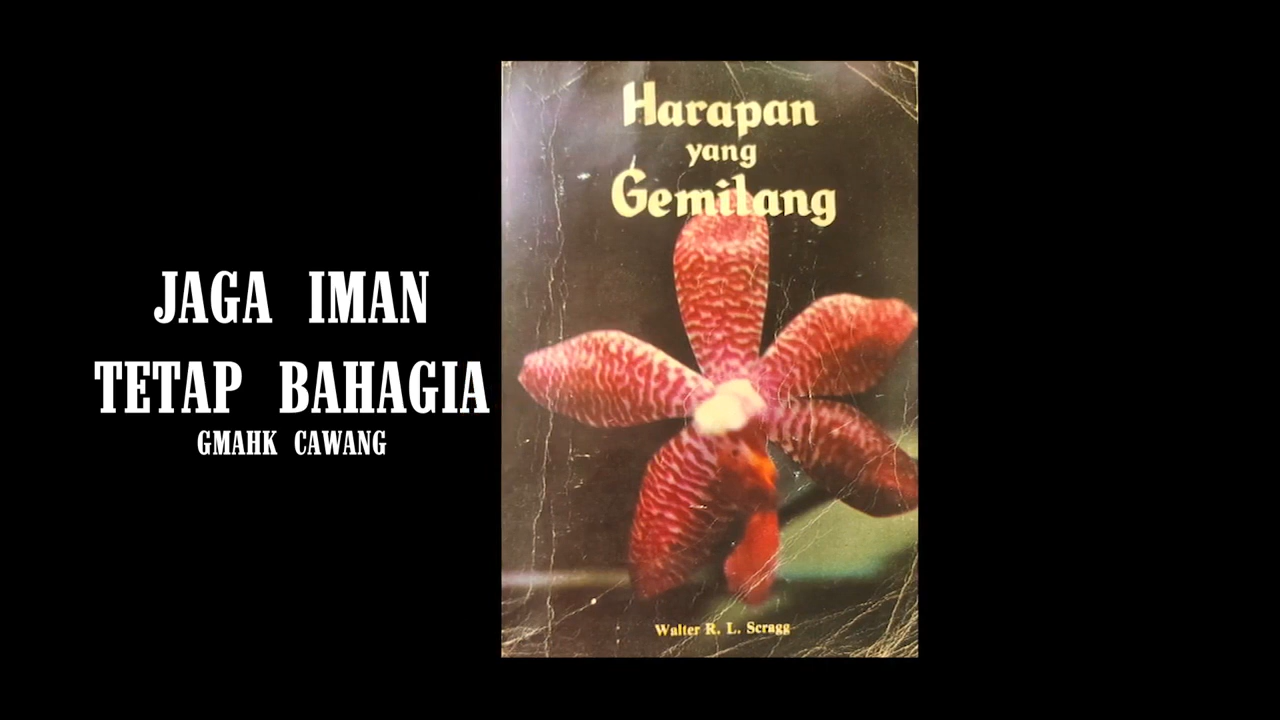 JAGA IMAN
TETAP BAHAGIA
GMAHK CAWANG
Harapan
yang
Gemilang
Walter R. L. Scragg